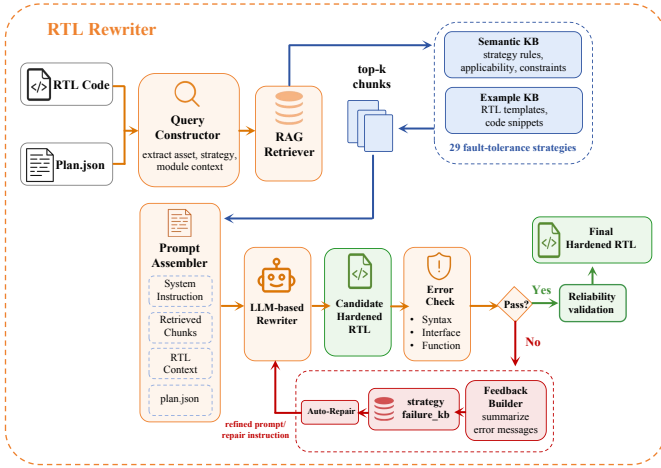 RTL Rewriter
RTL Code
Plan.json
Query
Constructor
extract asset, strategy,
module context
RAG
Retriever
top-k
chunks
Semantic KB
strategy rules,
applicability, constraints
Example KB
RTL templates,
code snippets
29 fault-tolerance strategies
Prompt
Assembler
System
Instruction
Retrieved
Chunks
RTL
Context
plan.json
LLM-based
Rewriter
Candidate
Hardened
RTL
Error
Check
• Syntax
• Interface
• Function
Pass?
Yes
No
Reliability
validation
Final
Hardened RTL
Feedback
Builder
summarize
error messages
strategy
failure_kb
Auto-Repair
refined prompt/
repair instruction